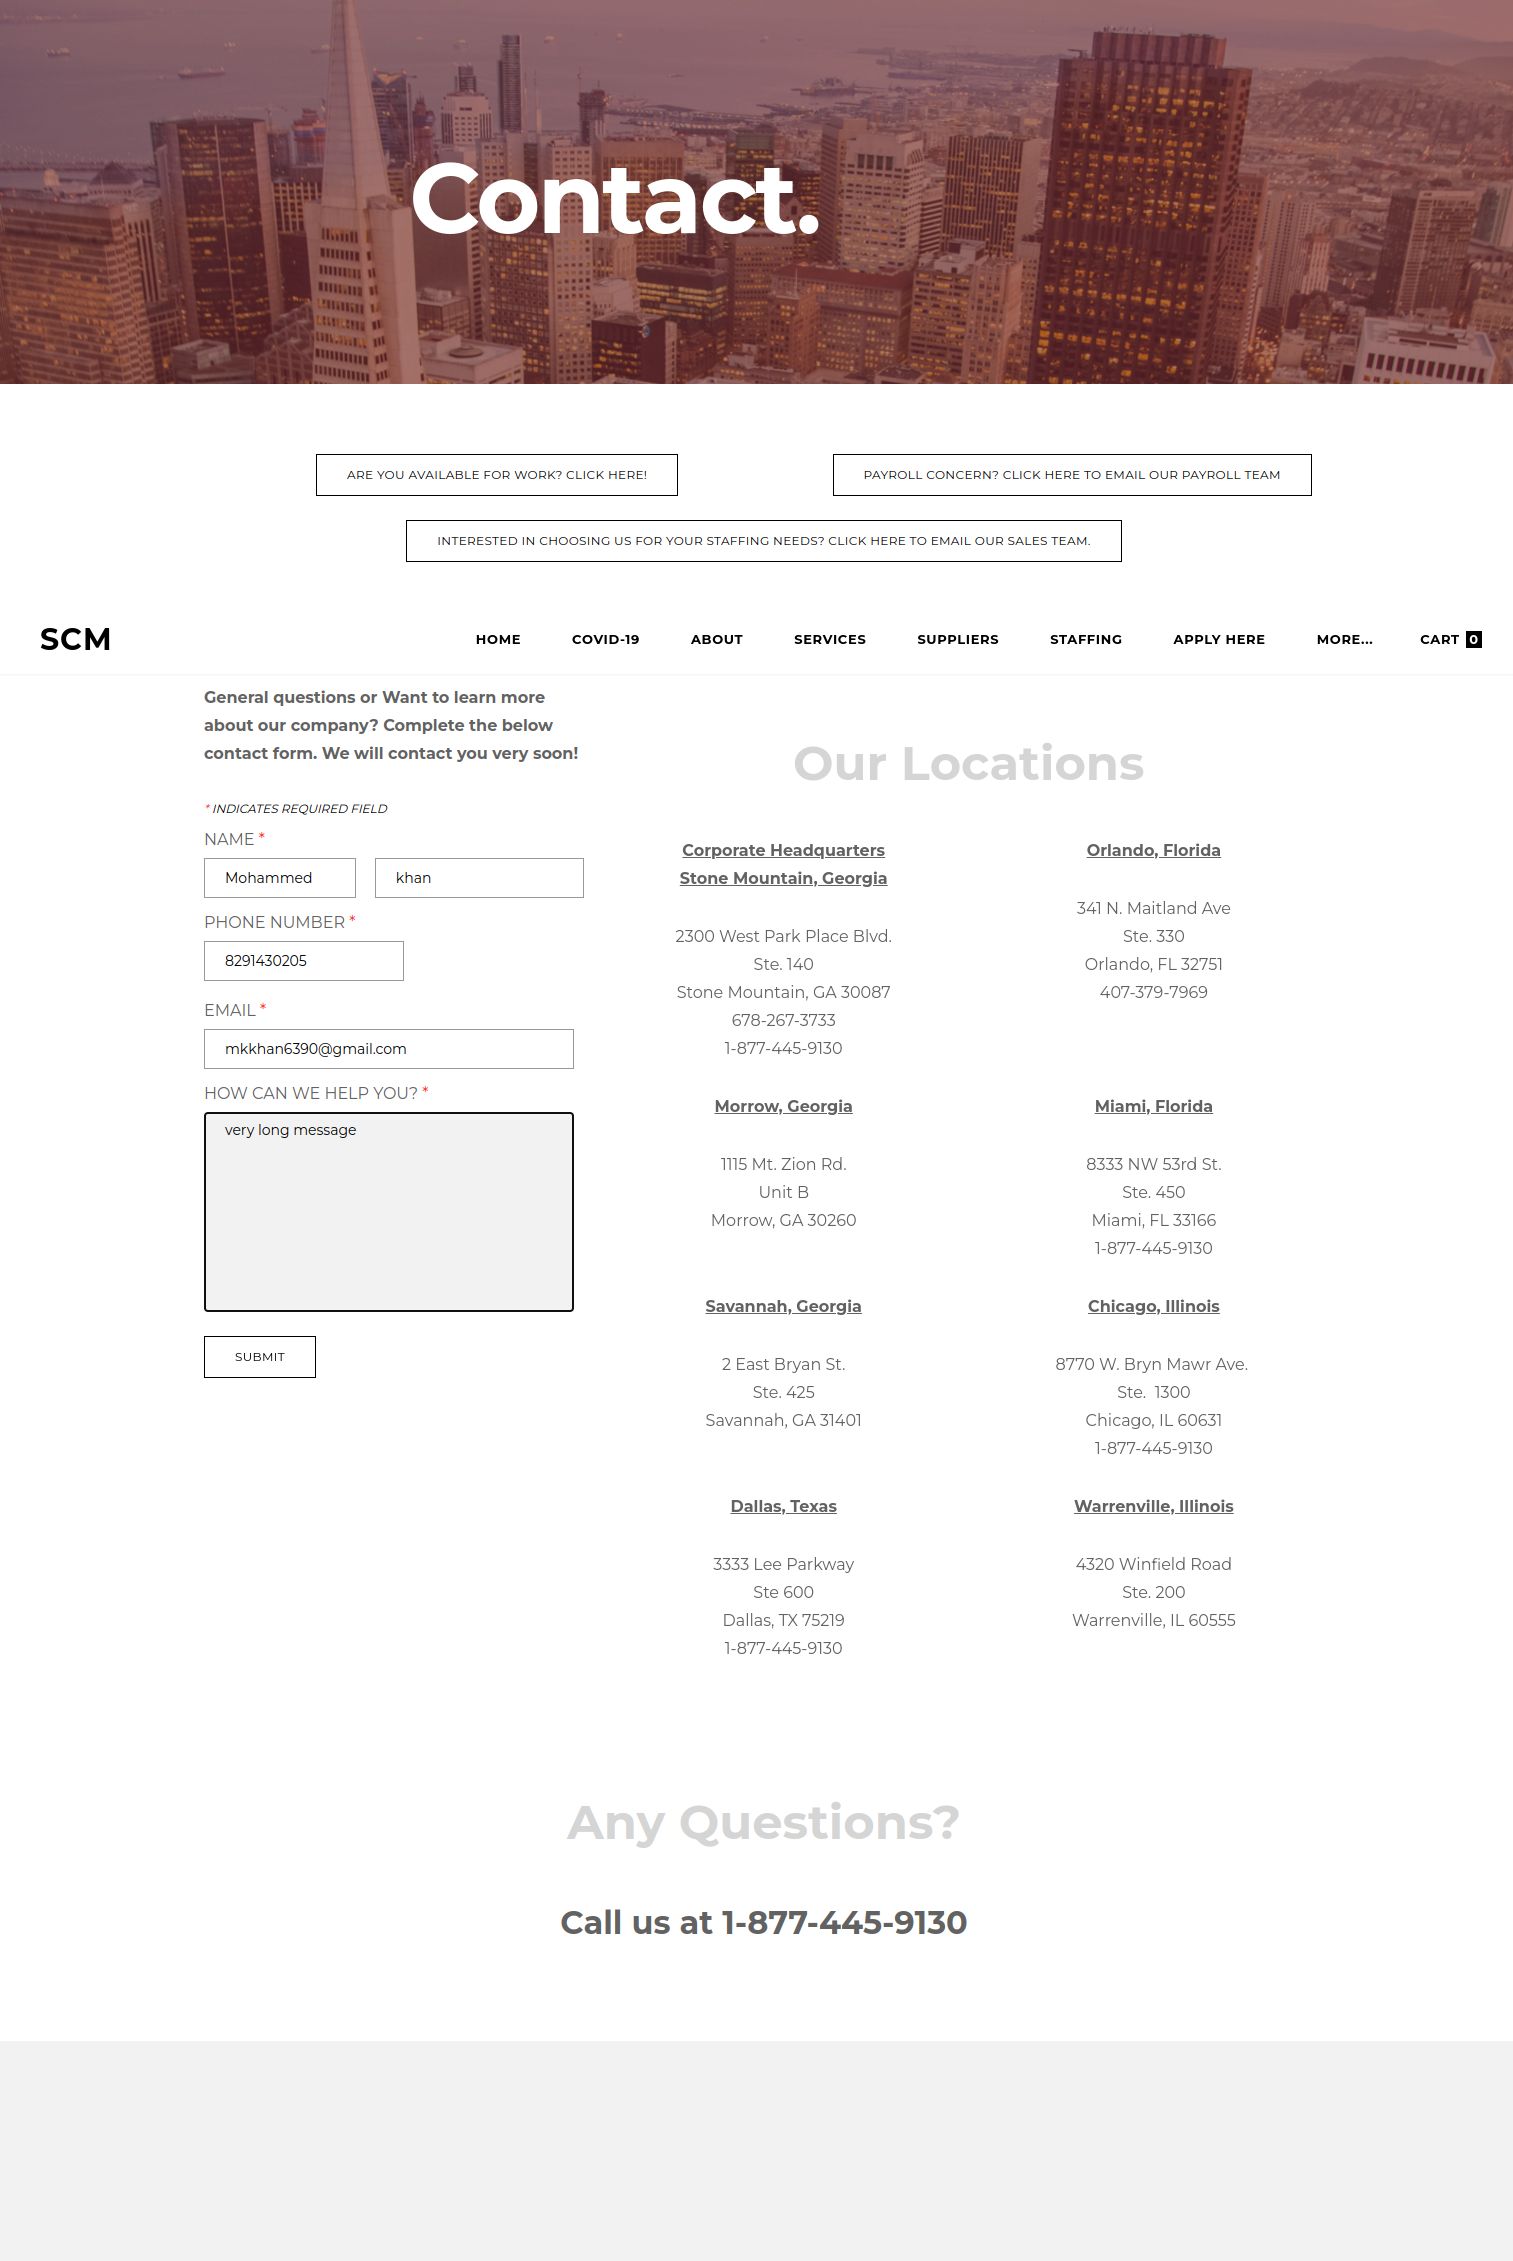 Contact.
ARE YOU AVAILABLE FOR WORK? CLICK HERE!
PAYROLL CONCERN? CLICK HERE TO EMAIL OUR PAYROLL TEAM
INTERESTED IN CHOOSING US FOR YOUR STAFFING NEEDS? CLICK HERE TO EMAIL OUR SALES TEAM.
SCM
HOME
COVID-19
ABOUT
SERVICES
SUPPLIERS
STAFFING
APPLY HERE
MORE...
CART 0
General questions or Want to learn more
about our company? Complete the below
contact form. We will contact you very soon!
* INDICATES REQUIRED FIELD
NAME *
Mohammed
khan
PHONE NUMBER *
8291430205
EMAIL *
mkkhan6390@gmail.com
HOW CAN WE HELP YOU? *
very long message
SUBMIT
Our Locations
Corporate Headquarters
Stone Mountain, Georgia
2300 West Park Place Blvd.
Ste. 140
Stone Mountain, GA 30087
678-267-3733
1-877-445-9130
Orlando, Florida
341 N. Maitland Ave
Ste. 330
Orlando, FL 32751
407-379-7969
Morrow, Georgia
1115 Mt. Zion Rd.
Unit B
Morrow, GA 30260
Miami, Florida
8333 NW 53rd St.
Ste. 450
Miami, FL 33166
1-877-445-9130
Savannah, Georgia
2 East Bryan St.
Ste. 425
Savannah, GA 31401
Chicago, Illinois
8770 W. Bryn Mawr Ave.
Ste.  1300
Chicago, IL 60631
1-877-445-9130
Dallas, Texas
3333 Lee Parkway
Ste 600
Dallas, TX 75219
1-877-445-9130
Warrenville, Illinois
4320 Winfield Road
Ste. 200
Warrenville, IL 60555
Any Questions?
Call us at 1-877-445-9130